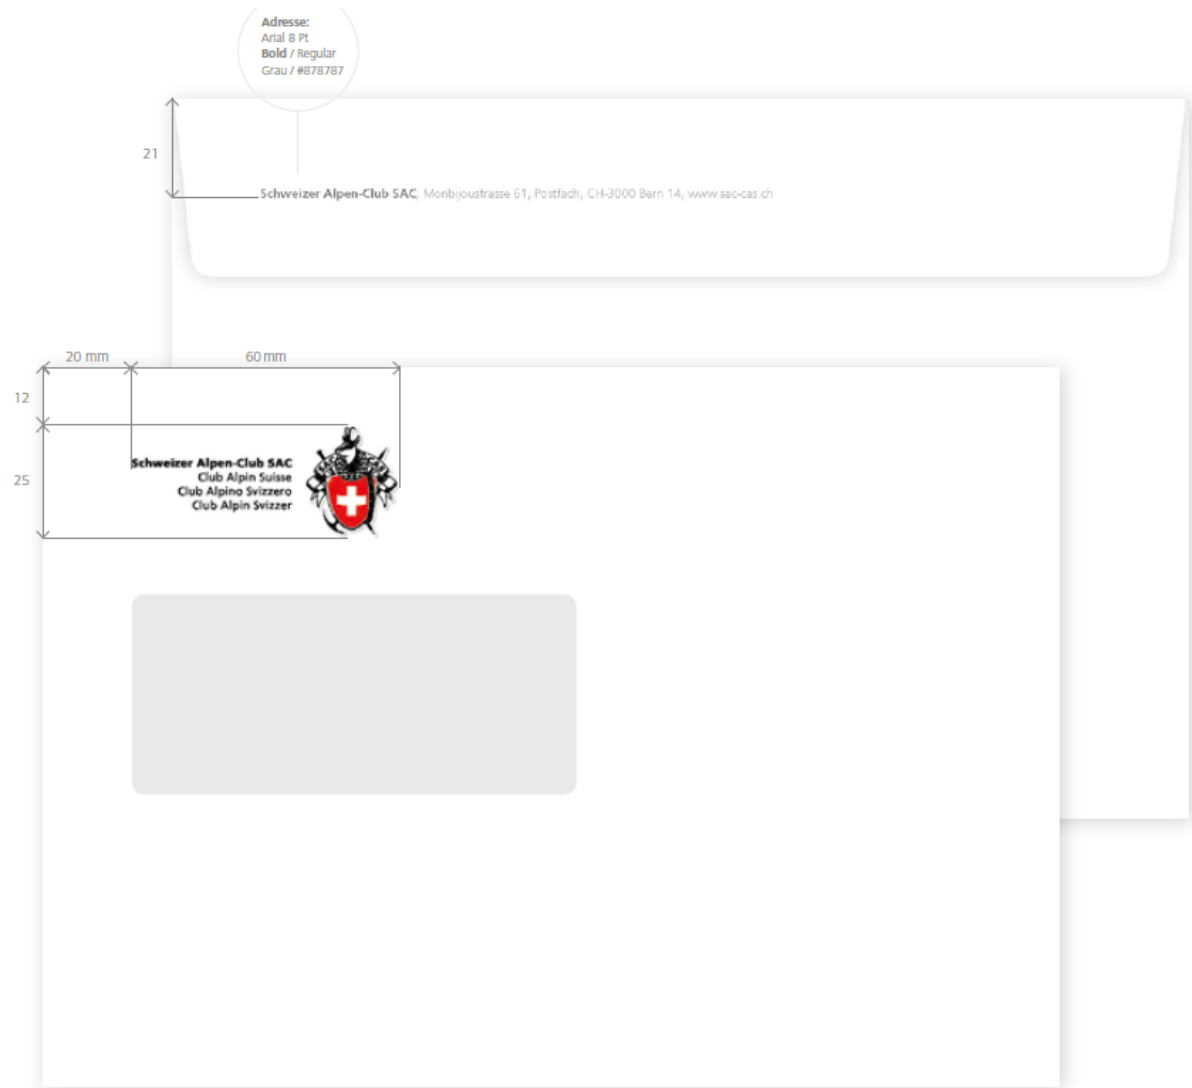 Adresse:
Arial 8 Pt
Bold / Regular
Grau / #878787
21
Schweizer Alpen-Club SAC, Monbijoustrasse 61, Postfach, CH-3000 Bern 14, www.sac-cas.ch
20 mm
60 mm
12
25
Schweizer Alpen-Club SAC
Club Alpin Suisse
Club Alpino Svizzero
Club Alpin Svizzer